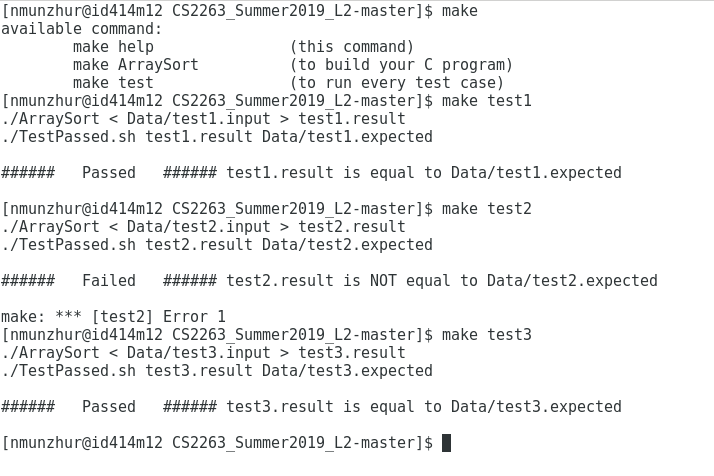 [nmunzhur@id414m12 CS2263_Summer2019_L2-master]$ make
available command:
        make help               (this command)
        make ArraySort          (to build your C program)
        make test               (to run every test case)
[nmunzhur@id414m12 CS2263_Summer2019_L2-master]$ make test1
./ArraySort < Data/test1.input > test1.result
./TestPassed.sh test1.result Data/test1.expected

######   Passed   ###### test1.result is equal to Data/test1.expected

[nmunzhur@id414m12 CS2263_Summer2019_L2-master]$ make test2
./ArraySort < Data/test2.input > test2.result
./TestPassed.sh test2.result Data/test2.expected

######   Failed   ###### test2.result is NOT equal to Data/test2.expected

make: *** [test2] Error 1
[nmunzhur@id414m12 CS2263_Summer2019_L2-master]$ make test3
./ArraySort < Data/test3.input > test3.result
./TestPassed.sh test3.result Data/test3.expected

######   Passed   ###### test3.result is equal to Data/test3.expected

[nmunzhur@id414m12 CS2263_Summer2019_L2-master]$